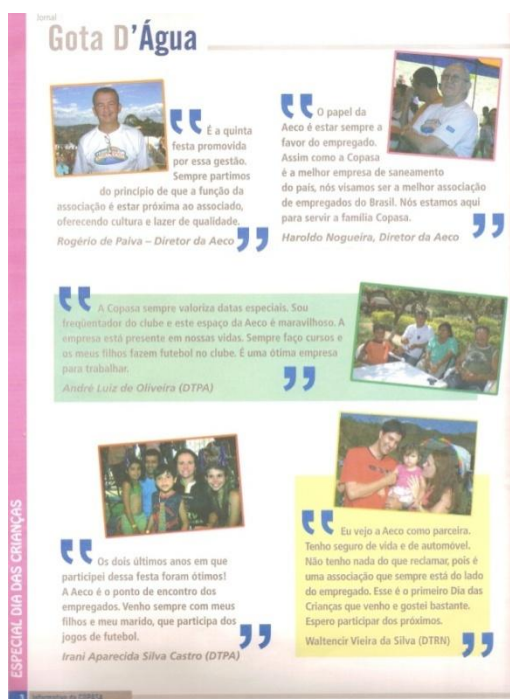 Jornal
Gota D'Água
É a quinta
festa promovida
por essa gestão.
Sempre partimos
do princípio de que a função da
associação é estar próxima ao associado,
oferecendo cultura e lazer de qualidade.
Rogério de Paiva – Diretor da Aeco
O papel da
Aeco é estar sempre a
favor do empregado.
Assim como a Copasa
é a melhor empresa de saneamento
do país, nós visamos ser a melhor associação
de empregados do Brasil. Nós estamos aqui
para servir a família Copasa.
Haroldo Nogueira, Diretor da Aeco
A Copasa sempre valoriza datas especiais. Sou
freqüentador do clube e este espaço da Aeco é maravilhoso. A
empresa está presente em nossas vidas. Sempre faço cursos e
os meus filhos fazem futebol no clube. É uma ótima empresa
para trabalhar.
André Luiz de Oliveira (DTPA)
Os dois últimos anos em que
participei dessa festa foram ótimos!
A Aeco é o ponto de encontro dos
empregados. Venho sempre com meus
filhos e meu marido, que participa dos
jogos de futebol.
Irani Aparecida Silva Castro (DTPA)
Eu vejo a Aeco como parceira.
Tenho seguro de vida e de automóvel.
Não tenho nada do que reclamar, pois é
uma associação que sempre está do lado
do empregado. Esse é o primeiro Dia das
Crianças que venho e gostei bastante.
Espero participar dos próximos.
Waltencir Vieira da Silva (DTRN)
ESPECIAL DIA DAS CRIANÇAS